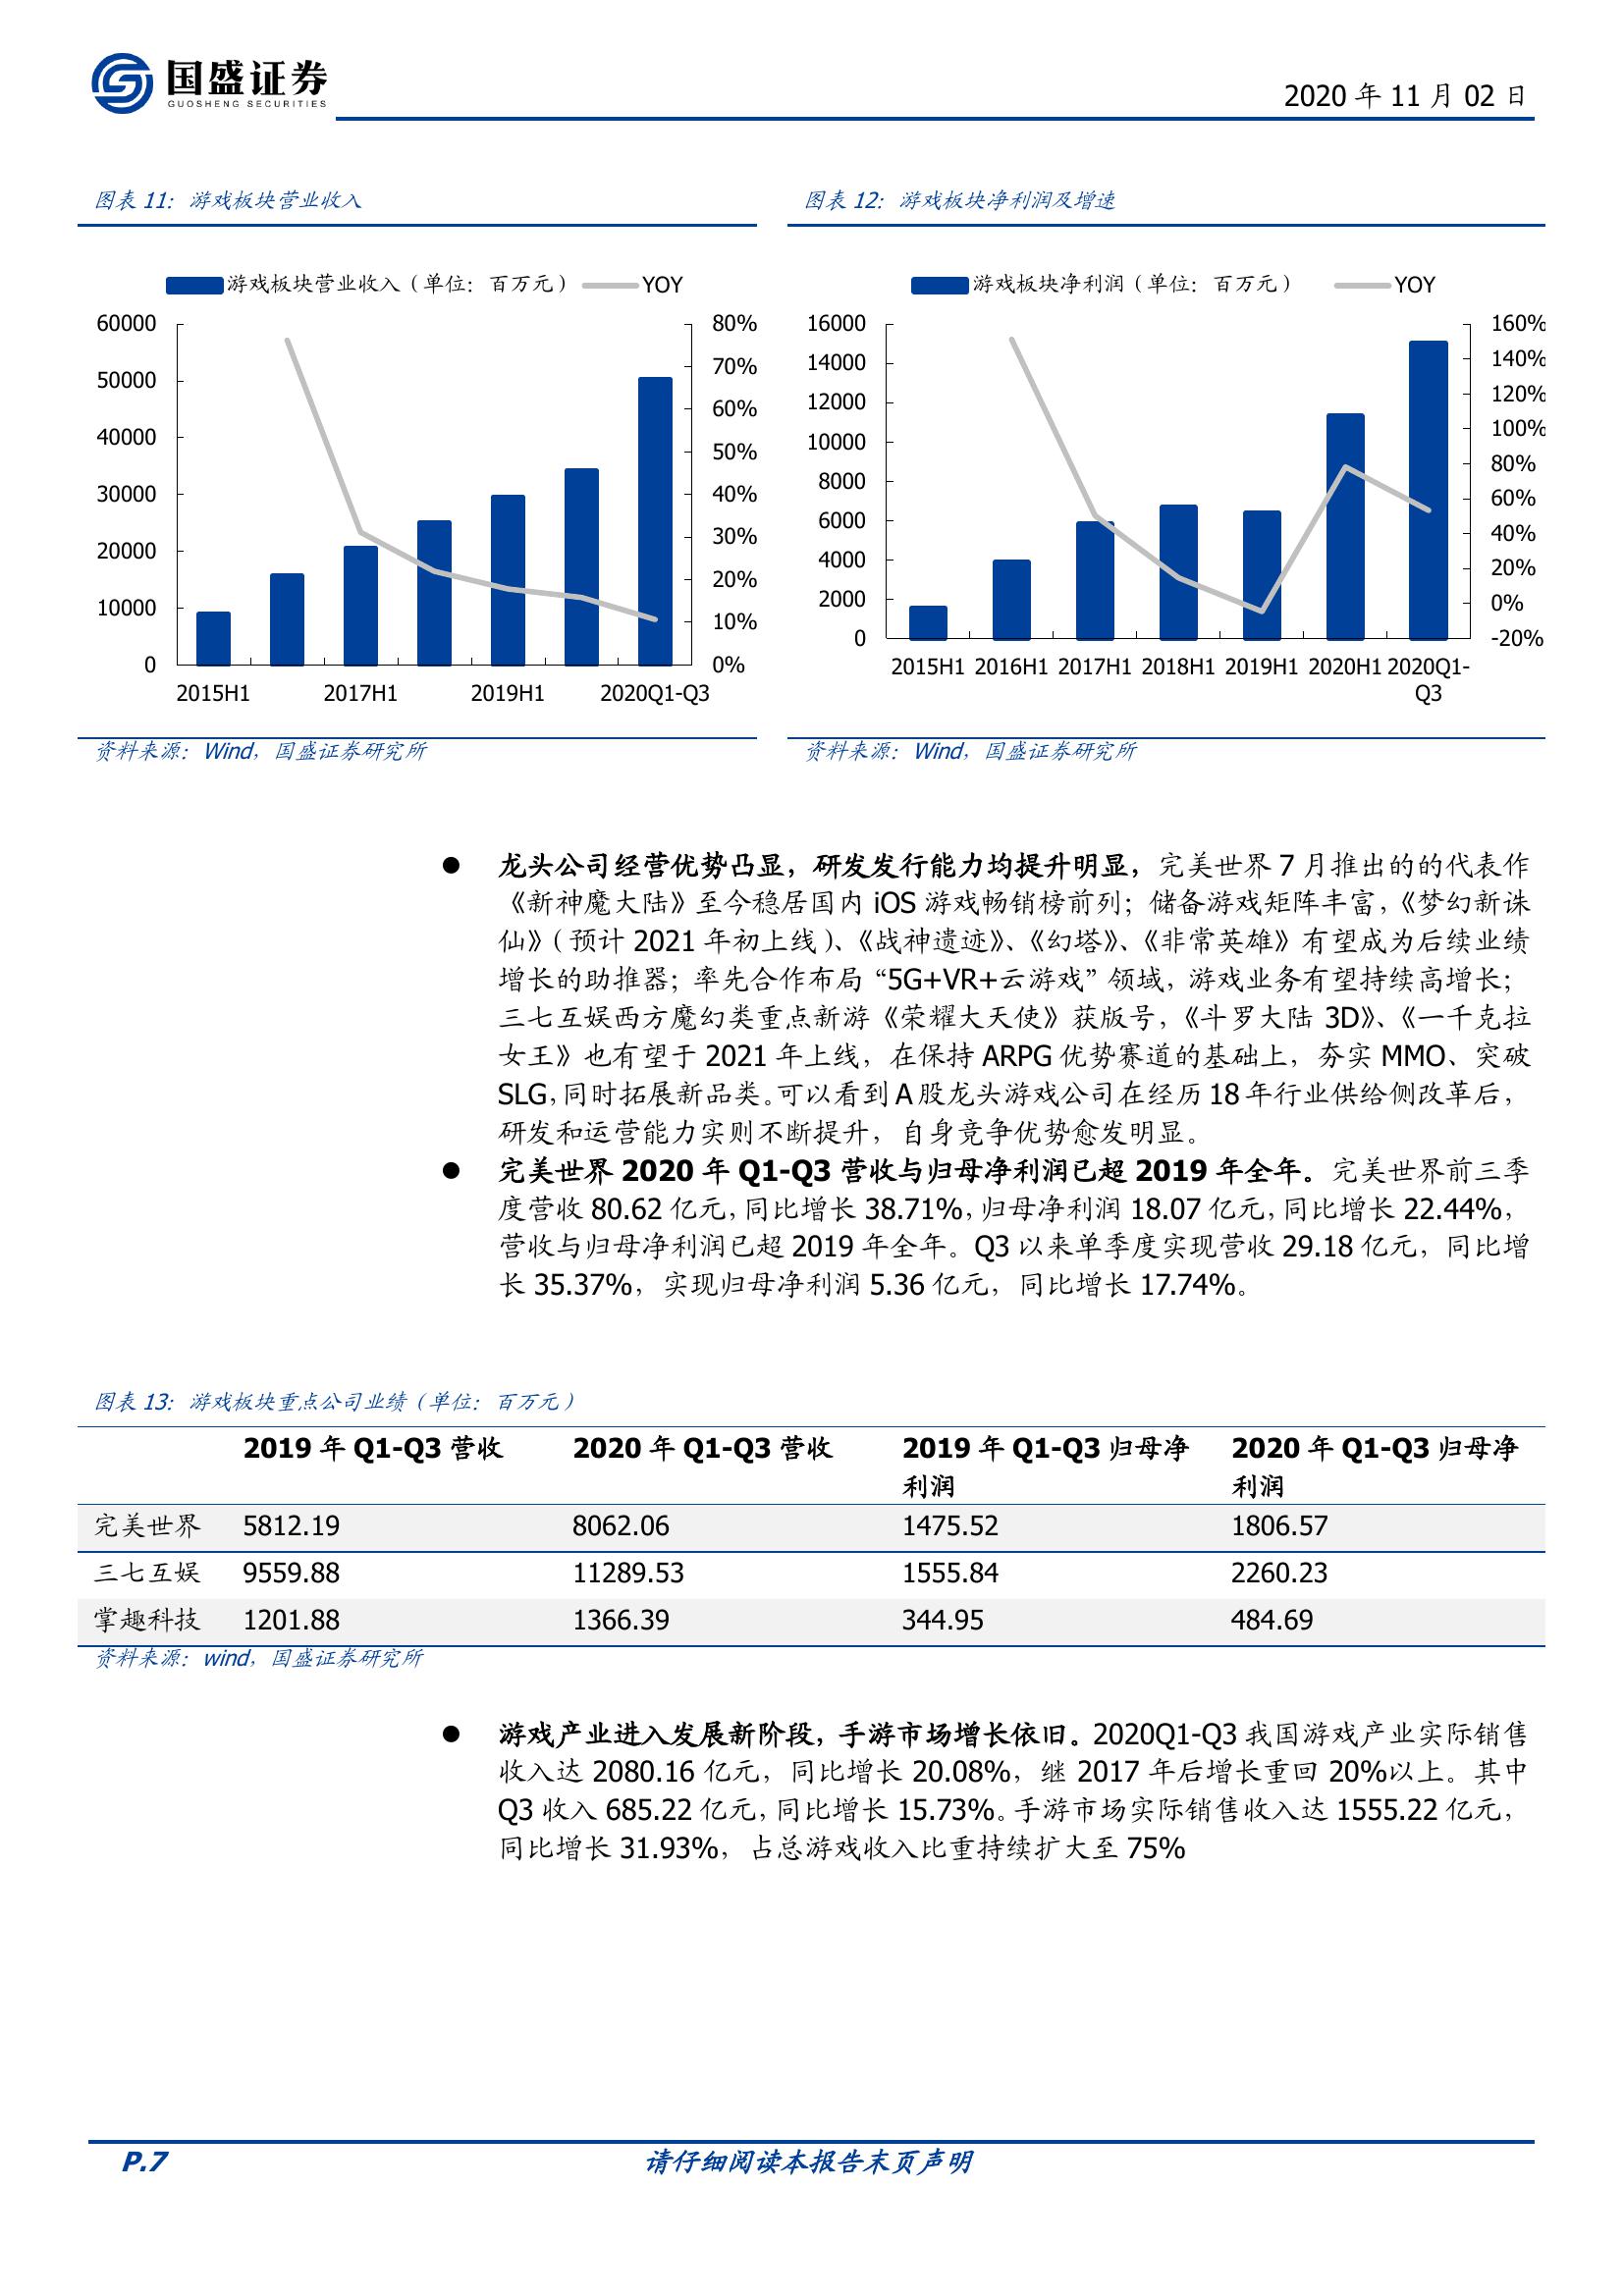 国盛证券
GUOSHENG SECURITIES
2020 年 11 月 02 日
图表 11：游戏板块营业收入
游戏板块营业收入（单位：百万元） YOY
60000
50000
40000
30000
20000
10000
0
80%
70%
60%
50%
40%
30%
20%
10%
0%
2015H1 2017H1 2019H1 2020Q1-Q3
资料来源：Wind，国盛证券研究所
图表 12：游戏板块净利润及增速
游戏板块净利润（单位：百万元） YOY
16000
14000
12000
10000
8000
6000
4000
2000
0
160%
140%
120%
100%
80%
60%
40%
20%
0%
-20%
2015H1 2016H1 2017H1 2018H1 2019H1 2020H1 2020Q1-
Q3
资料来源：Wind，国盛证券研究所
● 龙头公司经营优势凸显，研发发行能力均提升明显，完美世界 7 月推出的的代表作
《新神魔大陆》至今稳居国内 iOS 游戏畅销榜前列；储备游戏矩阵丰富，《梦幻新诛
仙》（预计 2021 年初上线）、《战神遗迹》、《幻塔》、《非常英雄》有望成为后续业绩
增长的助推器；率先合作布局“5G+VR+云游戏”领域，游戏业务有望持续高增长；
三七互娱西方魔幻类重点新游《荣耀大天使》获版号，《斗罗大陆 3D》、《一千克拉
女王》也有望于 2021 年上线，在保持 ARPG 优势赛道的基础上，夯实 MMO、突破
SLG，同时拓展新品类。可以看到 A 股龙头游戏公司在经历 18 年行业供给侧改革后，
研发和运营能力实则不断提升，自身竞争优势愈发明显。
● 完美世界 2020 年 Q1-Q3 营收与归母净利润已超 2019 年全年。完美世界前三季
度营收 80.62 亿元，同比增长 38.71%，归母净利润 18.07 亿元，同比增长 22.44%，
营收与归母净利润已超 2019 年全年。Q3 以来单季度实现营收 29.18 亿元，同比增
长 35.37%，实现归母净利润 5.36 亿元，同比增长 17.74%。
图表 13：游戏板块重点公司业绩（单位：百万元）
2019 年 Q1-Q3 营收 2020 年 Q1-Q3 营收 2019 年 Q1-Q3 归母净 2020 年 Q1-Q3 归母净
利润 利润
完美世界 5812.19 8062.06 1475.52 1806.57
三七互娱 9559.88 11289.53 1555.84 2260.23
掌趣科技 1201.88 1366.39 344.95 484.69
资料来源：wind，国盛证券研究所
● 游戏产业进入发展新阶段，手游市场增长依旧。2020Q1-Q3 我国游戏产业实际销售
收入达 2080.16 亿元，同比增长 20.08%，继 2017 年后增长重回 20%以上。其中
Q3 收入 685.22 亿元，同比增长 15.73%。手游市场实际销售收入达 1555.22 亿元，
同比增长 31.93%，占总游戏收入比重持续扩大至 75%
P.7 请仔细阅读本报告末页声明